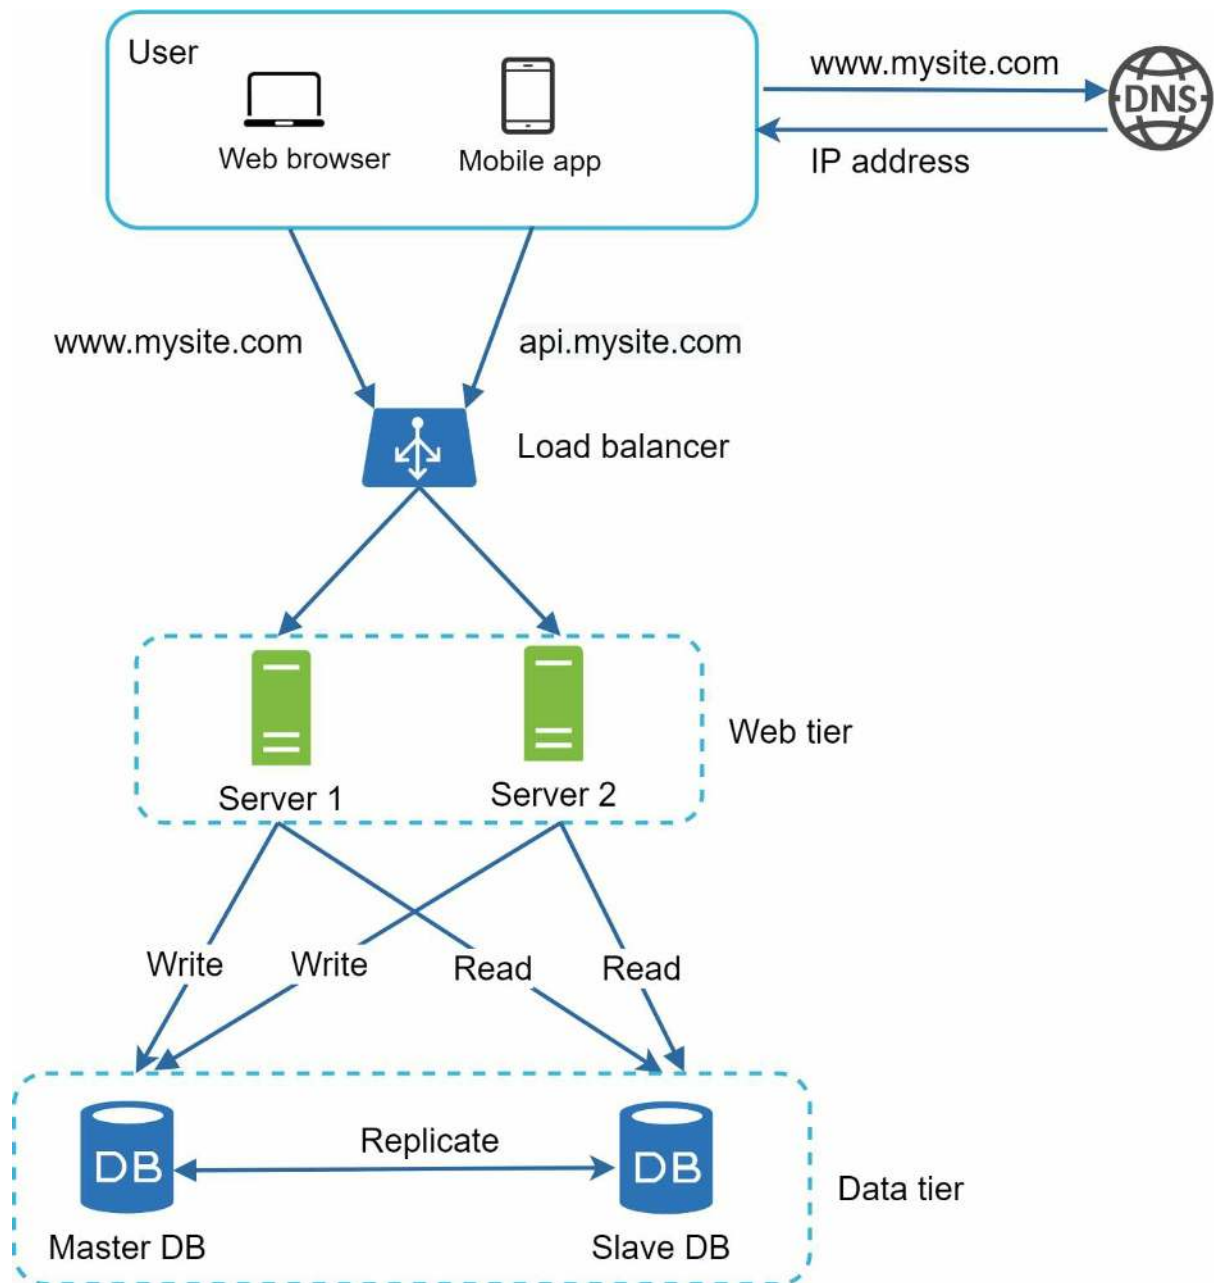 User
Web browser
Mobile app
www.mysite.com
DNS
IP address
www.mysite.com
api.mysite.com
Load balancer
Server 1
Server 2
Web tier
Write
Write
Read
Read
DB
Replicate
DB
Master DB
Slave DB
Data tier